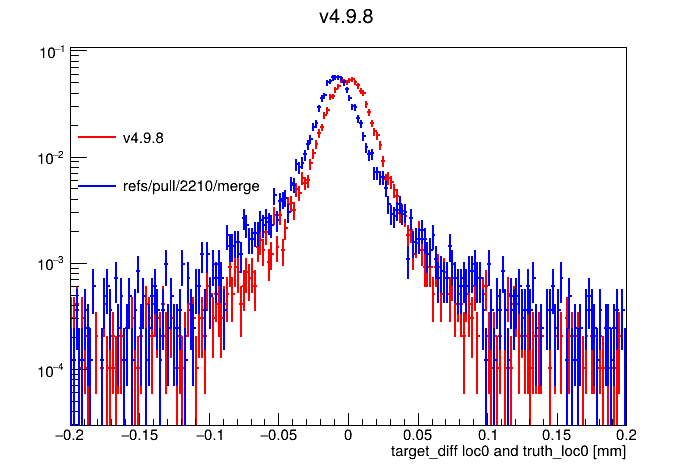 v4.9.8
10⁻¹
v4.9.8
10⁻²
refs/pull/2210/merge
10⁻³
10⁻⁴
−0.2 −0.15 −0.1 −0.05 0 0.05 0.1 0.15 0.2
target_diff loc0 and truth_loc0 [mm]